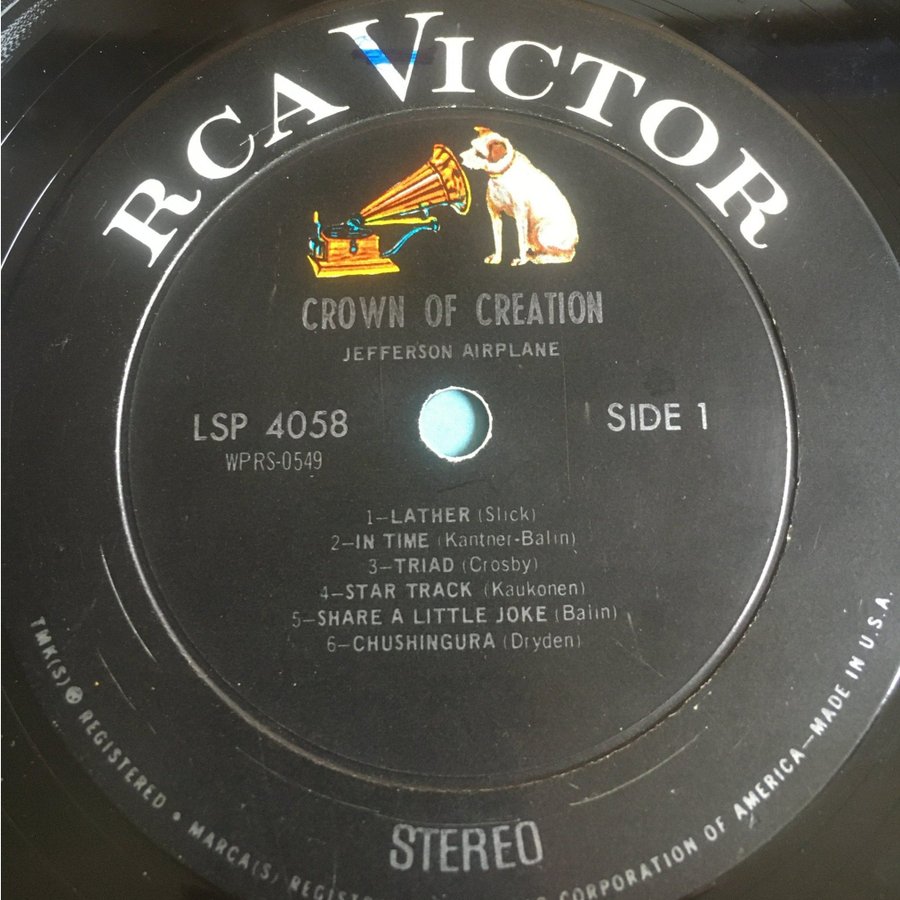 RCA VICTOR
CROWN OF CREATION
JEFFERSON AIRPLANE
LSP 4058
SIDE 1
WPRS-0549
1—LATHER (Slick)
2—IN TIME (Kantner-Balin)
3—TRIAD (Crosby)
4—STAR TRACK (Kaukonen)
5—SHARE A LITTLE JOKE (Balin)
6—CHUSHINGURA (Dryden)
STEREO
TMK(S) ® REGISTERED • MARCA(S) CORPORATION OF AMERICA—MADE IN U.S.A.